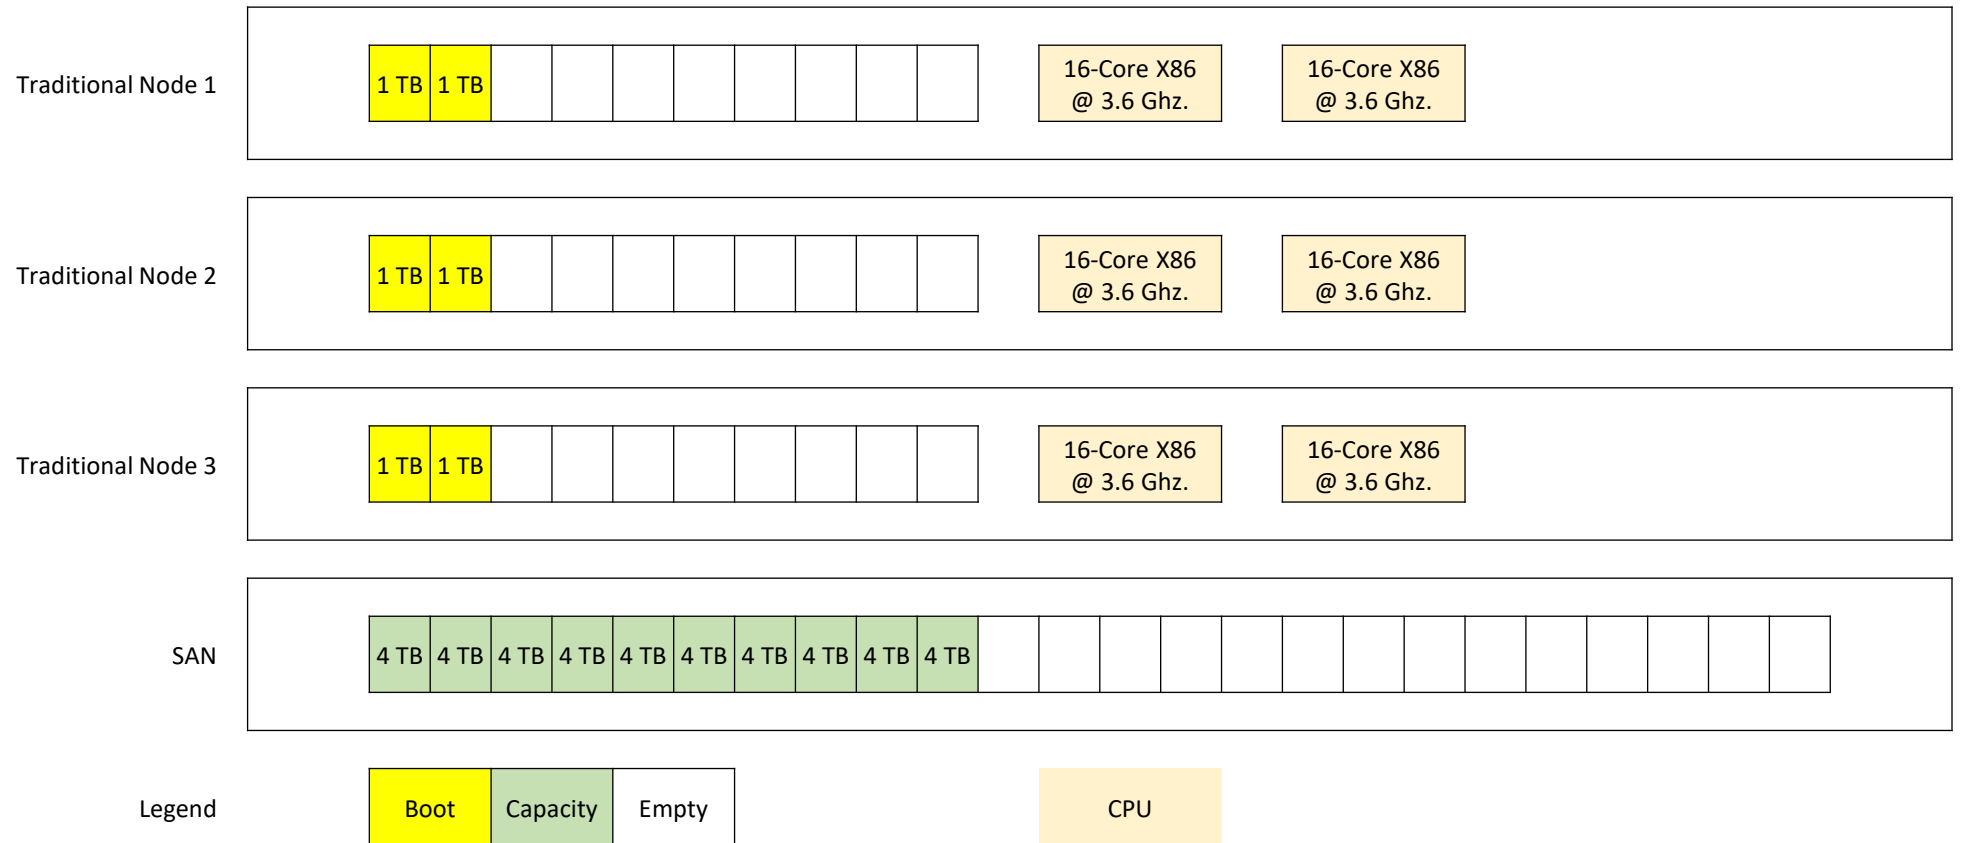 Traditional Node 1
1 TB 1 TB
16-Core X86
@ 3.6 Ghz.
16-Core X86
@ 3.6 Ghz.
Traditional Node 2
1 TB 1 TB
16-Core X86
@ 3.6 Ghz.
16-Core X86
@ 3.6 Ghz.
Traditional Node 3
1 TB 1 TB
16-Core X86
@ 3.6 Ghz.
16-Core X86
@ 3.6 Ghz.
SAN
4 TB 4 TB 4 TB 4 TB 4 TB 4 TB 4 TB 4 TB 4 TB 4 TB
Legend
Boot Capacity Empty
CPU